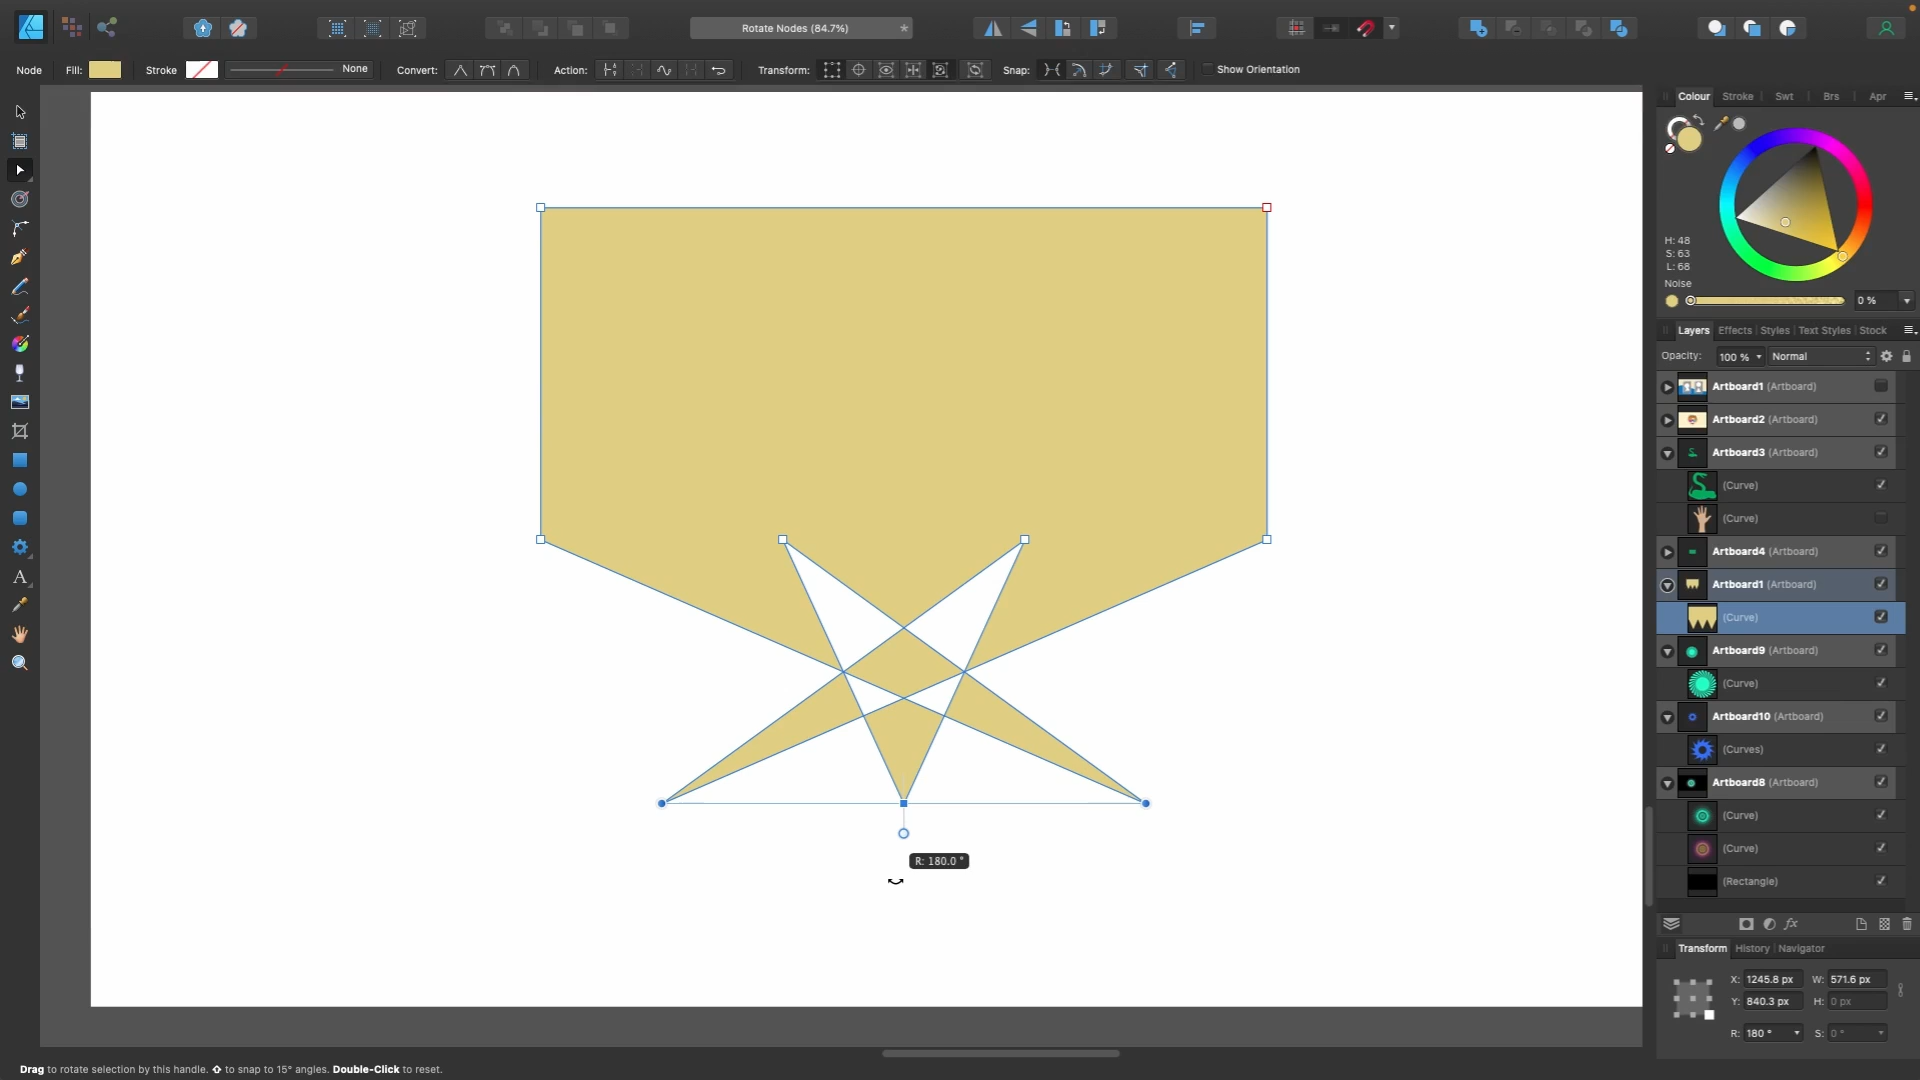 Rotate Nodes (84.7%)
*
Node
Fill:
Stroke
None
Convert:
Action:
Transform:
Snap:
Show Orientation
Colour
Stroke
Swt
Brs
Apr
H: 48
S: 63
L: 68
Noise
0 %
Layers
Effects
Styles
Text Styles
Stock
Opacity:
100 %
Normal
Artboard1 (Artboard)
Artboard2 (Artboard)
Artboard3 (Artboard)
(Curve)
(Curve)
Artboard4 (Artboard)
Artboard1 (Artboard)
(Curve)
Artboard9 (Artboard)
(Curve)
Artboard10 (Artboard)
(Curves)
Artboard8 (Artboard)
(Curve)
(Curve)
(Rectangle)
fx
A
R: 180.0 °
Transform
History
Navigator
X: 1245.8 px
W: 571.6 px
Y: 840.3 px
H: 0 px
R: 180 °
S: 0 °
Drag to rotate selection by this handle. ⇧ to snap to 15° angles. Double-Click to reset.